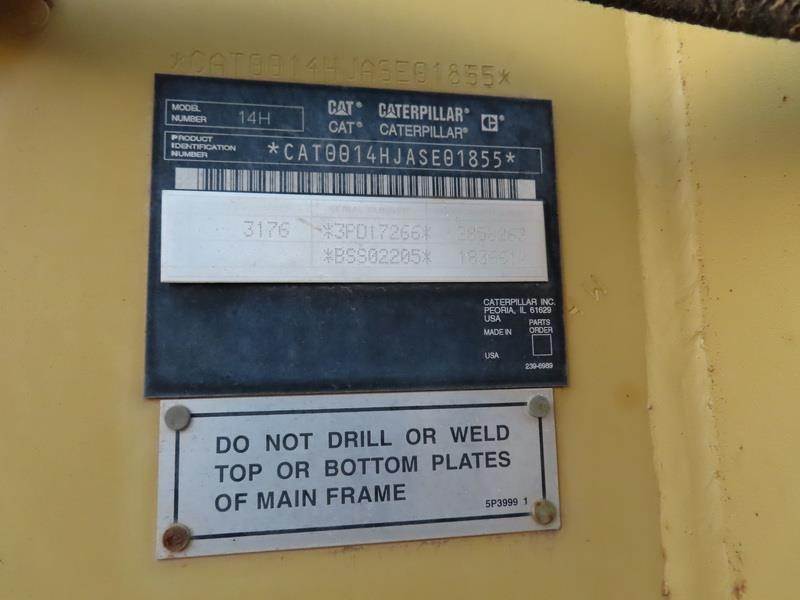 *CAT0014HJASE01855*
MODEL NUMBER 14H
CAT® CATERPILLAR®
CAT® CATERPILLAR®
PRODUCT IDENTIFICATION NUMBER *CAT0014HJASE01855*
3176 *3PD17266*
*BSS02205*
CATERPILLAR INC.
PEORIA, IL 61629
USA
MADE IN
USA
PARTS
ORDER
239-6989
DO NOT DRILL OR WELD
TOP OR BOTTOM PLATES
OF MAIN FRAME
5P3999 1